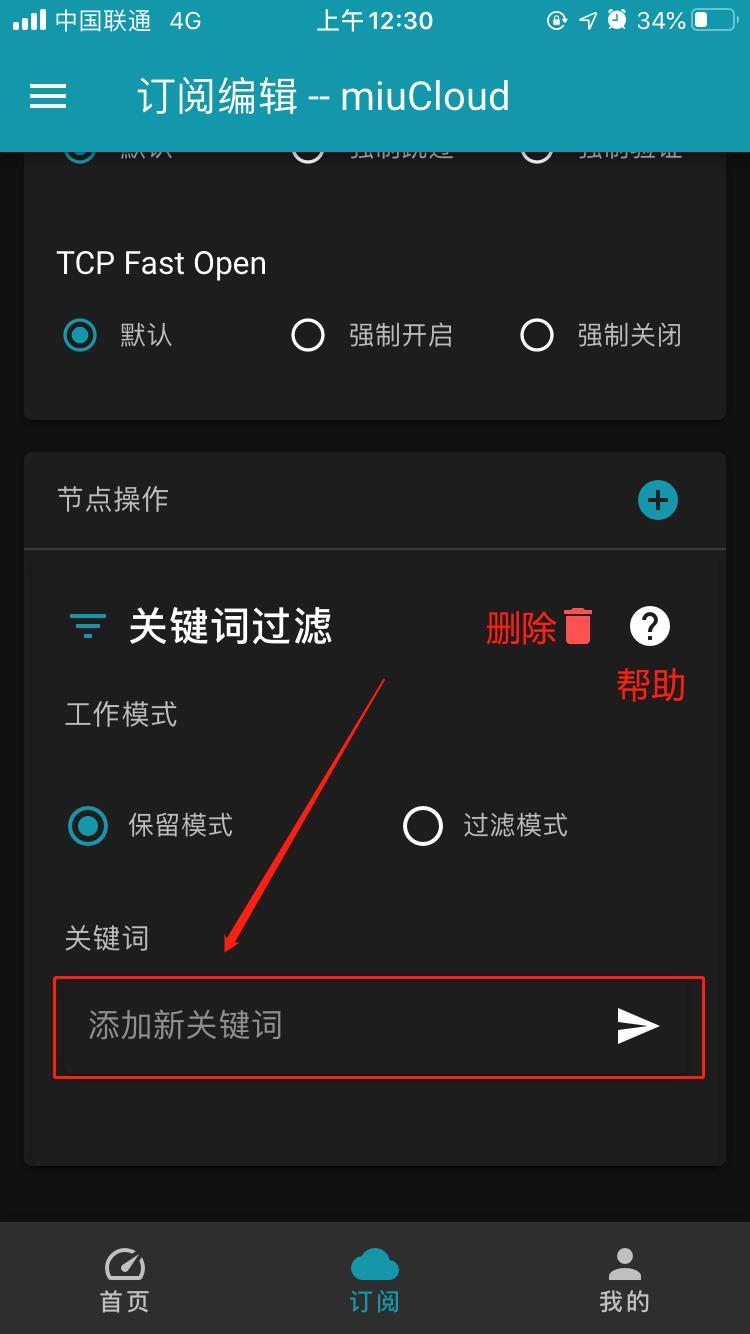 中国联通 4G 上午12:30 34%
订阅编辑 -- miuCloud
默认 强制跳过 强制验证
TCP Fast Open
默认 强制开启 强制关闭
节点操作
关键词过滤 删除 ?
帮助
工作模式
保留模式 过滤模式
关键词
添加新关键词
首页 订阅 我的